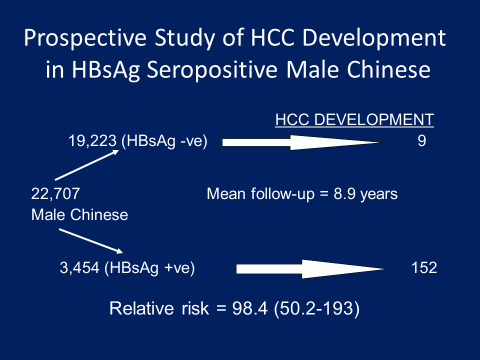 Prospective Study of HCC Development
in HBsAg Seropositive Male Chinese
HCC DEVELOPMENT
19,223 (HBsAg -ve) 9
22,707 Mean follow-up = 8.9 years
Male Chinese
3,454 (HBsAg +ve) 152
Relative risk = 98.4 (50.2-193)